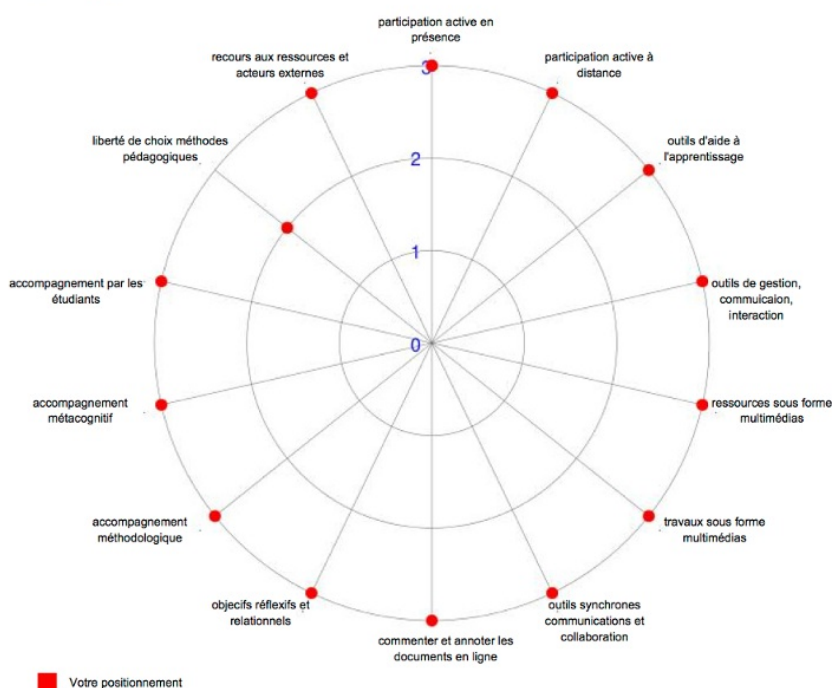 participation active en
présence
recours aux ressources et
acteurs externes
participation active à
distance
3
liberté de choix méthodes
pédagogiques
outils d'aide à
l'apprentissage
2
1
accompagnement par les
étudiants
outils de gestion,
commuicaion,
interaction
0
accompagnement
métacognitif
ressources sous forme
multimédias
accompagnement
méthodologique
travaux sous forme
multimédias
objecifs réflexifs et
relationnels
outils synchrones
communications et
collaboration
commenter et annoter les
documents en ligne
Votre positionnement